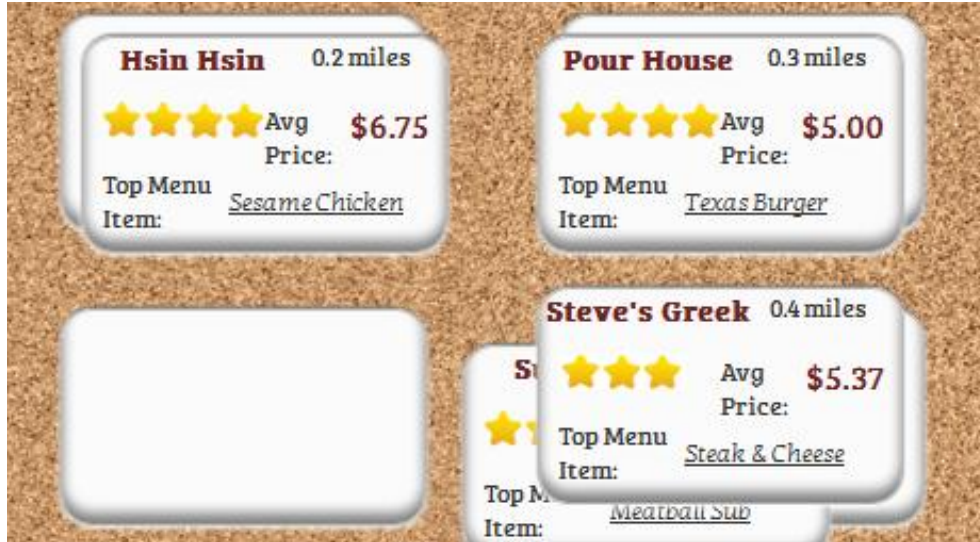 Hsin Hsin 0.2 miles
Avg $6.75
Price:
Top Menu
Item: Sesame Chicken
Pour House 0.3 miles
Avg $5.00
Price:
Top Menu
Item: Texas Burger
Steve's Greek 0.4 miles
Avg $5.37
Price:
Top Menu
Item: Steak & Cheese
Top
Item: Meatball Sub